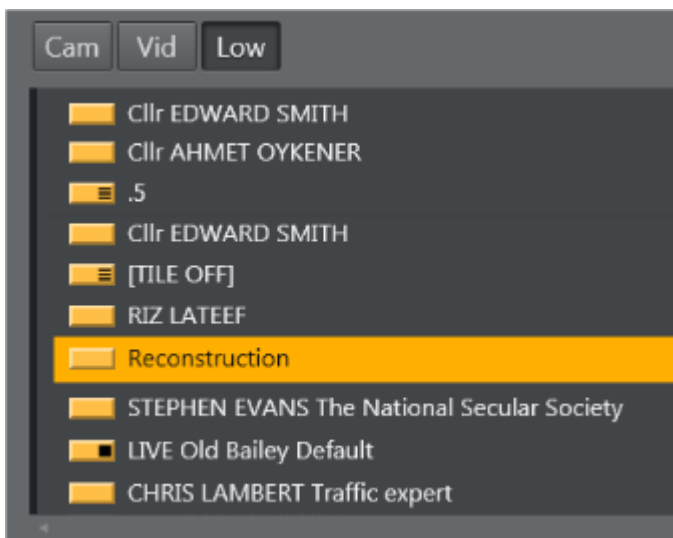 Cam Vid Low
Cllr EDWARD SMITH
Cllr AHMET OYKENER
.5
Cllr EDWARD SMITH
[TILE OFF]
RIZ LATEEF
Reconstruction
STEPHEN EVANS The National Secular Society
LIVE Old Bailey Default
CHRIS LAMBERT Traffic expert